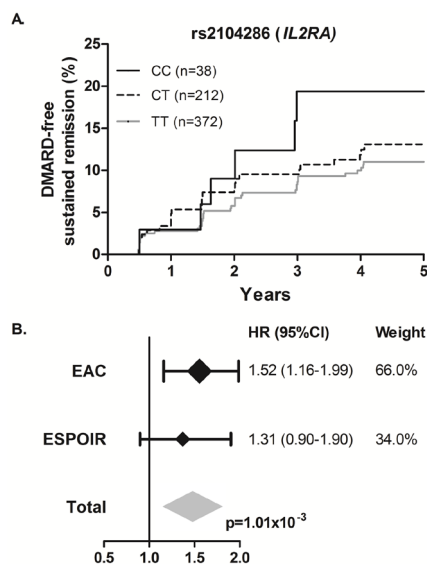 A.
rs2104286 (IL2RA)
DMARD-free
sustained remission (%)
25
20
15
10
5
0
CC (n=38)
CT (n=212)
TT (n=372)
0 1 2 3 4 5
Years
B.
HR (95%CI) Weight
EAC 1.52 (1.16-1.99) 66.0%
ESPOIR 1.31 (0.90-1.90) 34.0%
Total
p=1.01x10-3
0.5 1.0 1.5 2.0